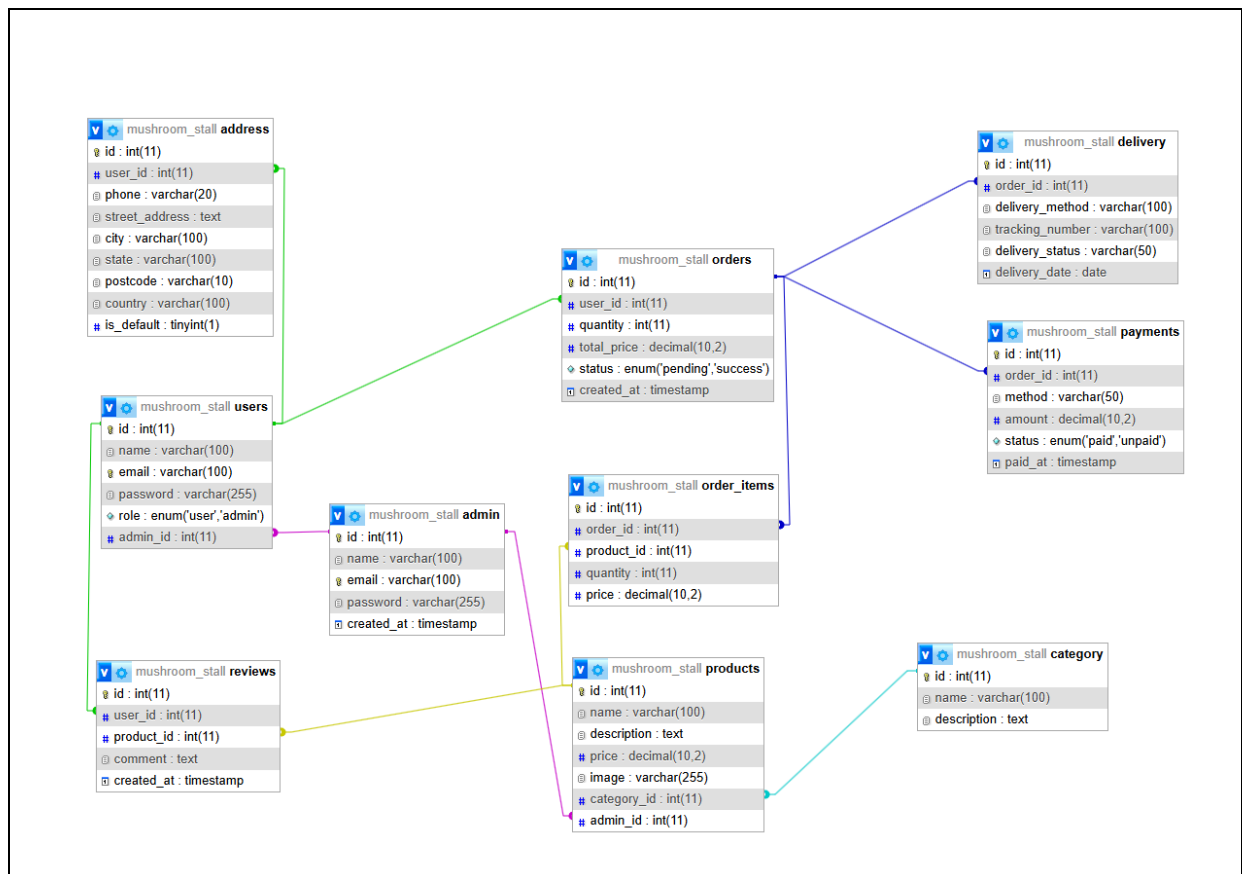 mushroom_stall address
id : int(11)
user_id : int(11)
phone : varchar(20)
street_address : text
city : varchar(100)
state : varchar(100)
postcode : varchar(10)
country : varchar(100)
is_default : tinyint(1)
mushroom_stall users
id : int(11)
name : varchar(100)
email : varchar(100)
password : varchar(255)
role : enum('user','admin')
admin_id : int(11)
mushroom_stall reviews
id : int(11)
user_id : int(11)
product_id : int(11)
comment : text
created_at : timestamp
mushroom_stall admin
id : int(11)
name : varchar(100)
email : varchar(100)
password : varchar(255)
created_at : timestamp
mushroom_stall orders
id : int(11)
user_id : int(11)
quantity : int(11)
total_price : decimal(10,2)
status : enum('pending','success')
created_at : timestamp
mushroom_stall order_items
id : int(11)
order_id : int(11)
product_id : int(11)
quantity : int(11)
price : decimal(10,2)
mushroom_stall products
id : int(11)
name : varchar(100)
description : text
price : decimal(10,2)
image : varchar(255)
category_id : int(11)
admin_id : int(11)
mushroom_stall delivery
id : int(11)
order_id : int(11)
delivery_method : varchar(100)
tracking_number : varchar(100)
delivery_status : varchar(50)
delivery_date : date
mushroom_stall payments
id : int(11)
order_id : int(11)
method : varchar(50)
amount : decimal(10,2)
status : enum('paid','unpaid')
paid_at : timestamp
mushroom_stall category
id : int(11)
name : varchar(100)
description : text